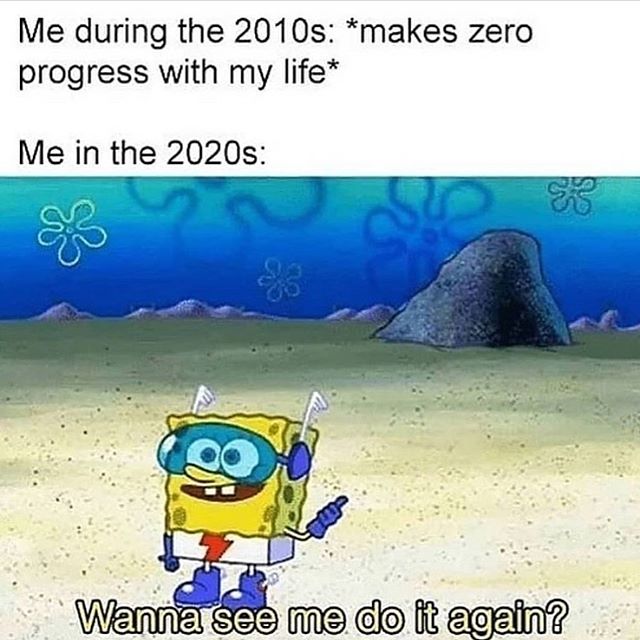 Me during the 2010s: *makes zero
progress with my life*
Me in the 2020s:
Wanna see me do it again?